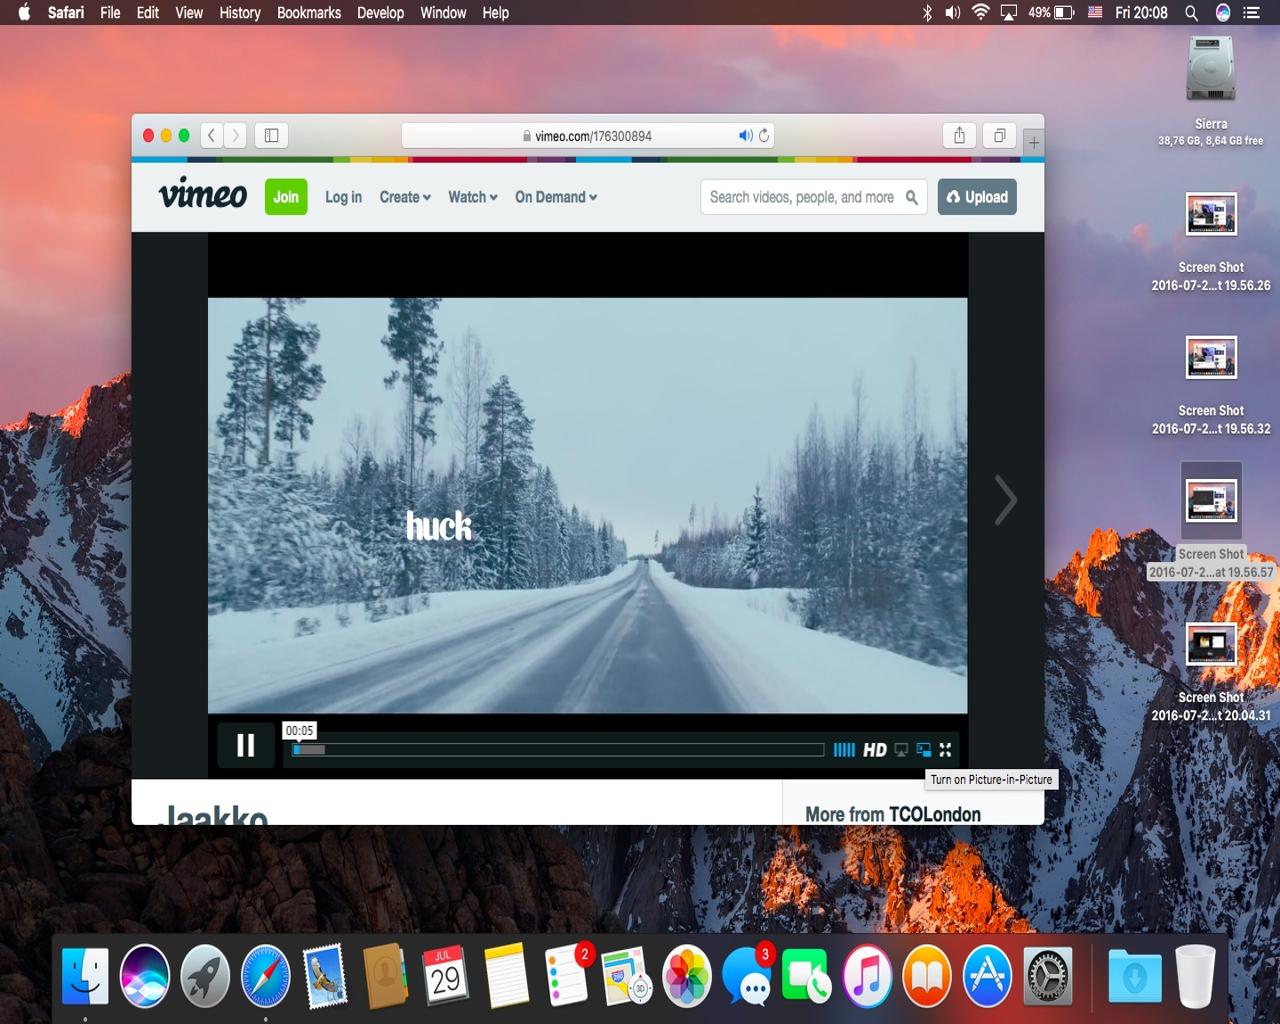 Safari File Edit View History Bookmarks Develop Window Help 49% Fri 20:08
vimeo.com/176300894
vimeo Join Log in Create Watch On Demand Search videos, people, and more Upload
huck
00:05
HD
Turn on Picture-in-Picture
Jaakko
More from TCOLondon
Sierra
38,76 GB, 8,64 GB free
Screen Shot
2016-07-2...t 19.56.26
Screen Shot
2016-07-2...t 19.56.32
Screen Shot
2016-07-2...at 19.56.57
Screen Shot
2016-07-2...t 20.04.31
JUL
29
2
3D
3